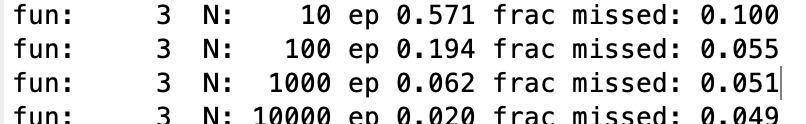 fun:     3  N:    10 ep 0.571 frac missed: 0.100
fun:     3  N:   100 ep 0.194 frac missed: 0.055
fun:     3  N:  1000 ep 0.062 frac missed: 0.051
fun:     3  N: 10000 ep 0.020 frac missed: 0.049